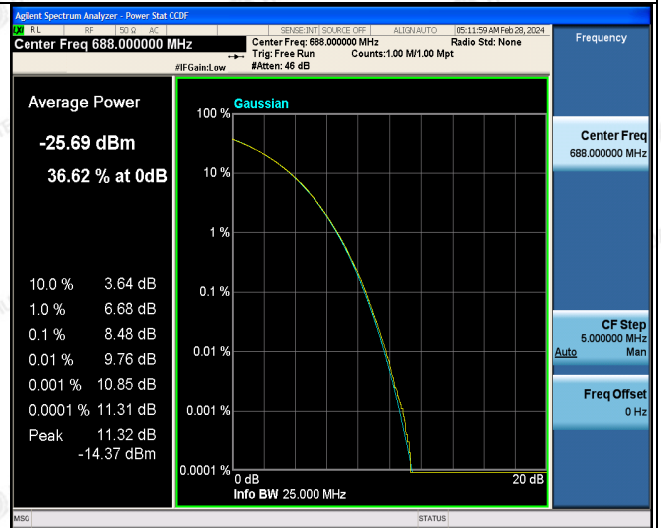 Agilent Spectrum Analyzer - Power Stat CCDF
LXI RL RF 50 Ω AC SENSE:INT SOURCE OFF ALIGN AUTO 05:11:59 AM Feb 28, 2024
Center Freq 688.000000 MHz
Center Freq: 688.000000 MHz Radio Std: None
Trig: Free Run Counts:1.00 M/1.00 Mpt
#IFGain:Low #Atten: 46 dB
Frequency
Average Power
-25.69 dBm
36.62 % at 0dB
10.0 % 3.64 dB
1.0 % 6.68 dB
0.1 % 8.48 dB
0.01 % 9.76 dB
0.001 % 10.85 dB
0.0001 % 11.31 dB
Peak 11.32 dB
-14.37 dBm
Gaussian
100 %
10 %
1 %
0.1 %
0.01 %
0.001 %
0.0001 %
0 dB 20 dB
Info BW 25.000 MHz
Center Freq
688.000000 MHz
CF Step
5.000000 MHz
Auto Man
Freq Offset
0 Hz
MSG STATUS